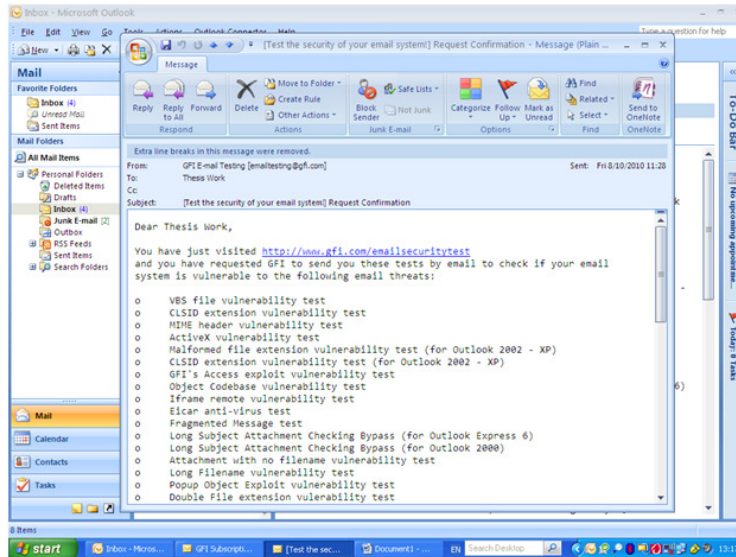 Inbox - Microsoft Outlook
File Edit View Go Tools Actions Outlook Connector Help
Type a question for help
New
[Test the security of your email system!] Request Confirmation - Message (Plain ...
Message
Reply Reply to All Forward Delete Move to Folder Create Rule Other Actions Block Sender Safe Lists Not Junk Categorize Follow Up Mark as Unread Find Related Select Send to OneNote
Respond Actions Junk E-mail Options Find OneNote
Mail
Favorite Folders
Inbox (4)
Unread Mail
Sent Items
Mail Folders
All Mail Items
Personal Folders
Deleted Items
Drafts
Inbox (4)
Junk E-mail [2]
Outbox
RSS Feeds
Sent Items
Search Folders
Mail
Calendar
Contacts
Tasks
Extra line breaks in this message were removed.
From: GFI E-mail Testing [emailtesting@gfi.com]
Sent: Fri 8/10/2010 11:28
To: Thesis Work
Cc:
Subject: [Test the security of your email system!] Request Confirmation
Dear Thesis Work,
You have just visited http://www.gfi.com/emailsecuritytest
and you have requested GFI to send you these tests by email to check if your email
system is vulnerable to the following email threats:
o VBS file vulnerability test
o CLSID extension vulnerability test
o MIME header vulnerability test
o ActiveX vulnerability test
o Malformed file extension vulnerability test (for Outlook 2002 - XP)
o CLSID extension vulnerability test (for Outlook 2002 - XP)
o GFI's Access exploit vulnerability test
o Object Codebase vulnerability test
o Iframe remote vulnerability test
o Eicar anti-virus test
o Fragmented Message test
o Long Subject Attachment Checking Bypass (for Outlook Express 6)
o Long Subject Attachment Checking Bypass (for Outlook 2000)
o Attachment with no filename vulnerability test
o Long Filename vulnerability test
o Popup Object Exploit vulnerability test
o Double File extension vulnerability test
To-Do Bar
No upcoming appointme...
Today: 0 Tasks
8 Items
start
Inbox - Micros...
GFI Subscripti...
[Test the sec...
Document1 - ...
EN
Search Desktop
13:17